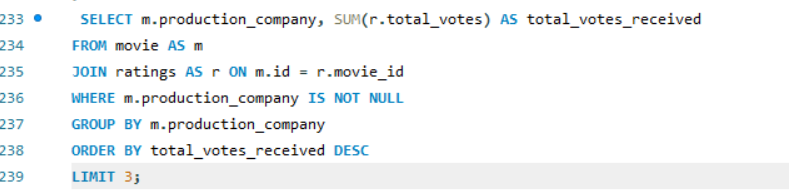 233 SELECT m.production_company, SUM(r.total_votes) AS total_votes_received
234 FROM movie AS m
235 JOIN ratings AS r ON m.id = r.movie_id
236 WHERE m.production_company IS NOT NULL
237 GROUP BY m.production_company
238 ORDER BY total_votes_received DESC
239 LIMIT 3;